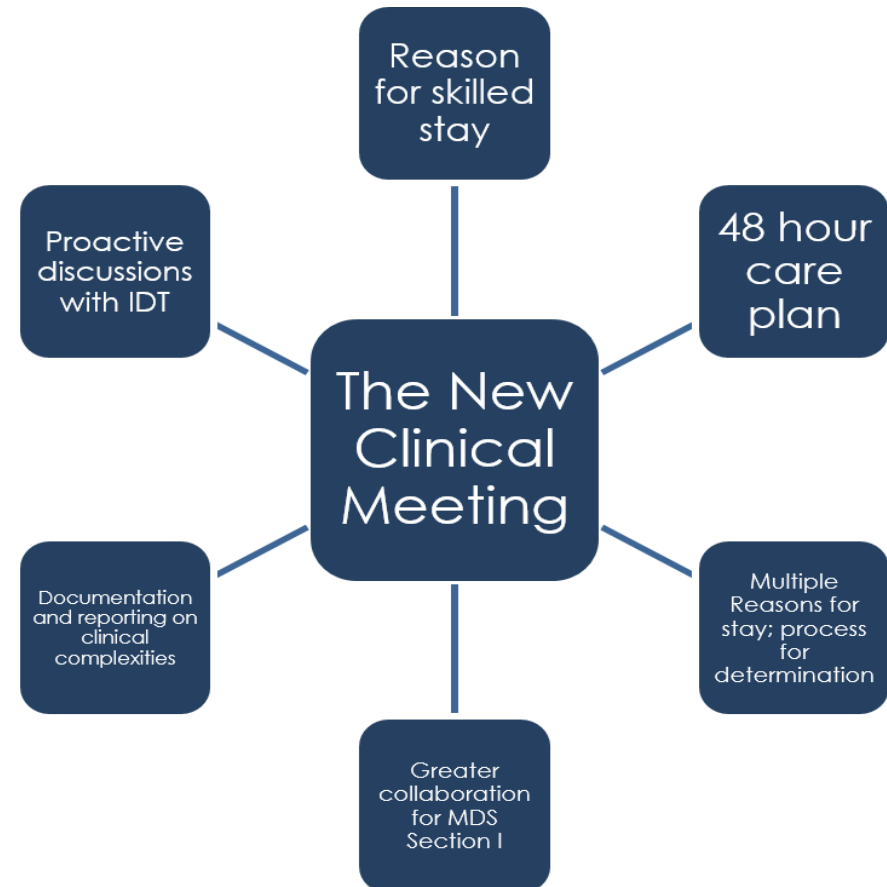 Reason
for skilled
stay
Proactive
discussions
with IDT
48 hour
care
plan
The New
Clinical
Meeting
Documentation
and reporting on
clinical
complexities
Multiple
Reasons for
stay; process
for
determination
Greater
collaboration
for MDS
Section I